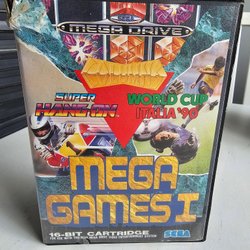 SEGA
MEGA DRIVE
COLUMNS
SUPER
HANG-ON
WORLD CUP
ITALIA '90
MEGA
GAMES I
16-BIT CARTRIDGE
SEGA